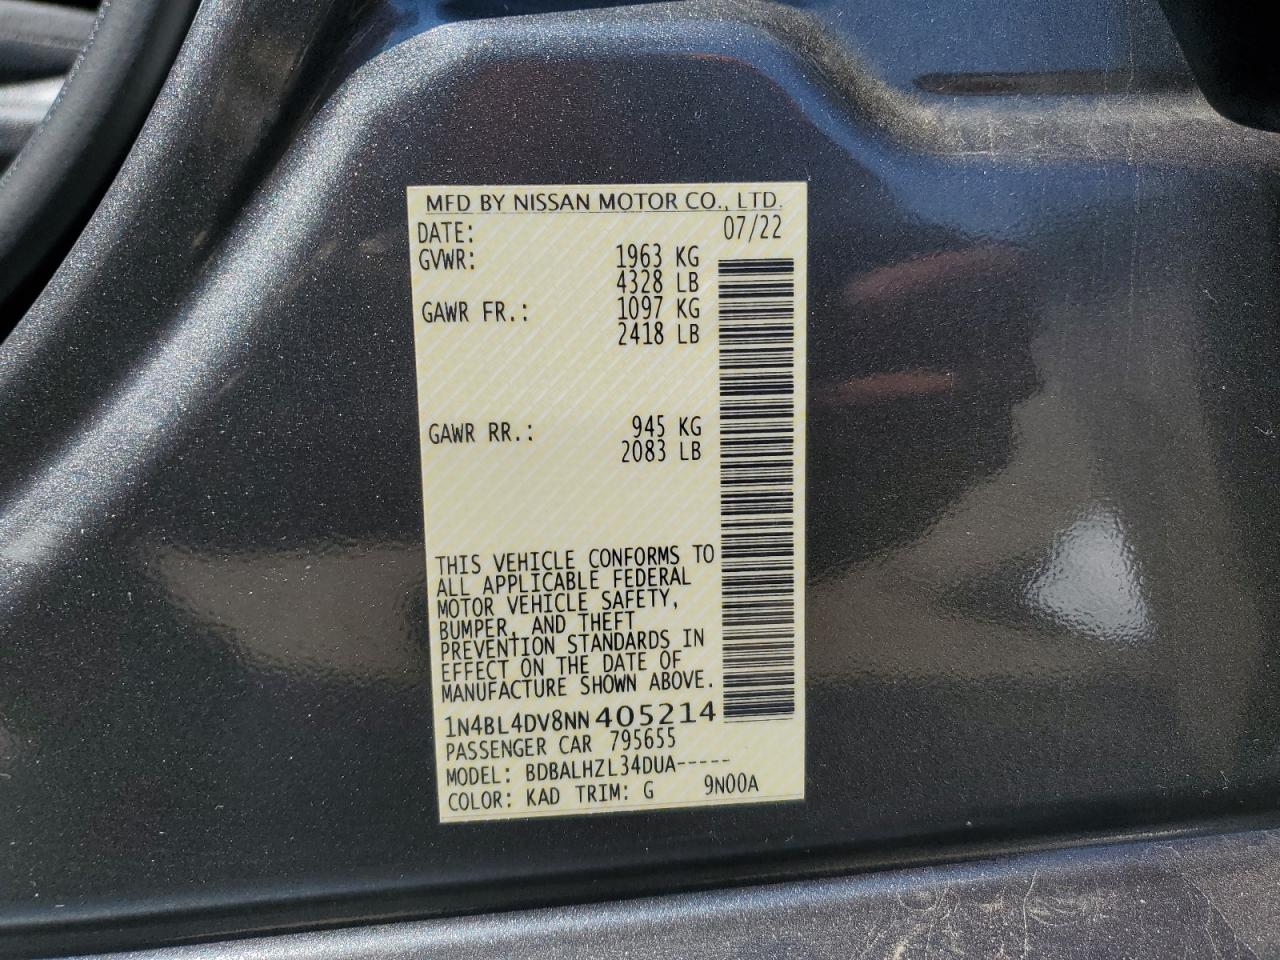 MFD BY NISSAN MOTOR CO., LTD.
DATE: 07/22
GVWR: 1963 KG
4328 LB
GAWR FR.: 1097 KG
2418 LB
GAWR RR.: 945 KG
2083 LB
THIS VEHICLE CONFORMS TO
ALL APPLICABLE FEDERAL
MOTOR VEHICLE SAFETY,
BUMPER, AND THEFT
PREVENTION STANDARDS IN
EFFECT ON THE DATE OF
MANUFACTURE SHOWN ABOVE.
1N4BL4DV8NN405214
PASSENGER CAR 795655
MODEL: BDBALHZL34DUA-----
COLOR: KAD TRIM: G 9N00A